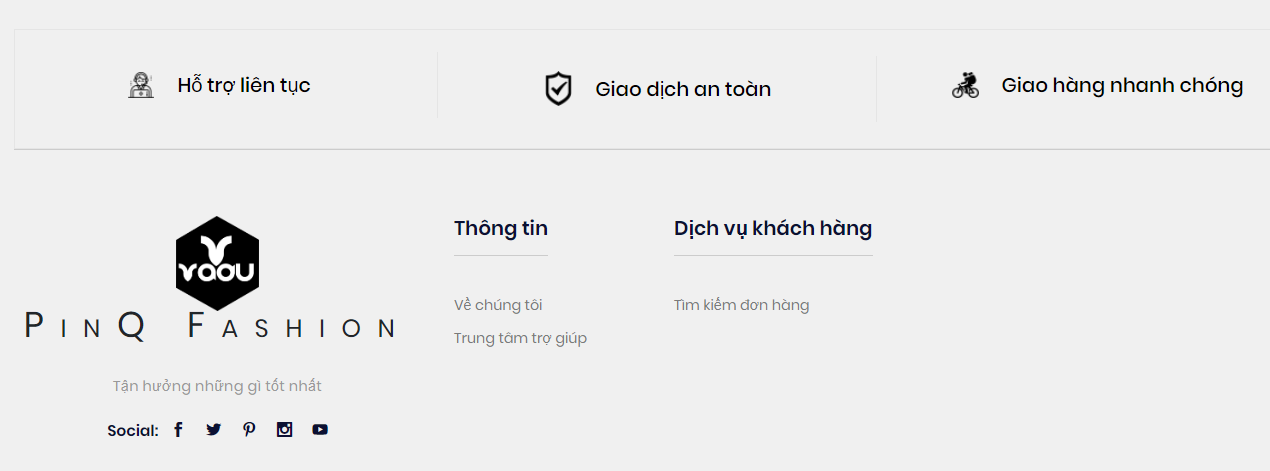 Hỗ trợ liên tục
Giao dịch an toàn
Giao hàng nhanh chóng
Thông tin
Dịch vụ khách hàng
vaou
PINQ FASHION
Về chúng tôi
Tìm kiếm đơn hàng
Trung tâm trợ giúp
Tận hưởng những gì tốt nhất
Social: